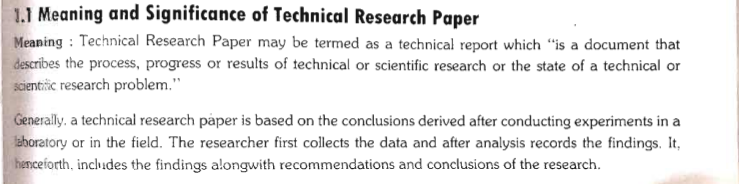 1.1 Meaning and Significance of Technical Research Paper
Meaning : Technical Research Paper may be termed as a technical report which "is a document that
describes the process, progress or results of technical or scientific research or the state of a technical or
scientific research problem."
Generally, a technical research paper is based on the conclusions derived after conducting experiments in a
laboratory or in the field. The researcher first collects the data and after analysis records the findings. It,
henceforth, includes the findings alongwith recommendations and conclusions of the research.